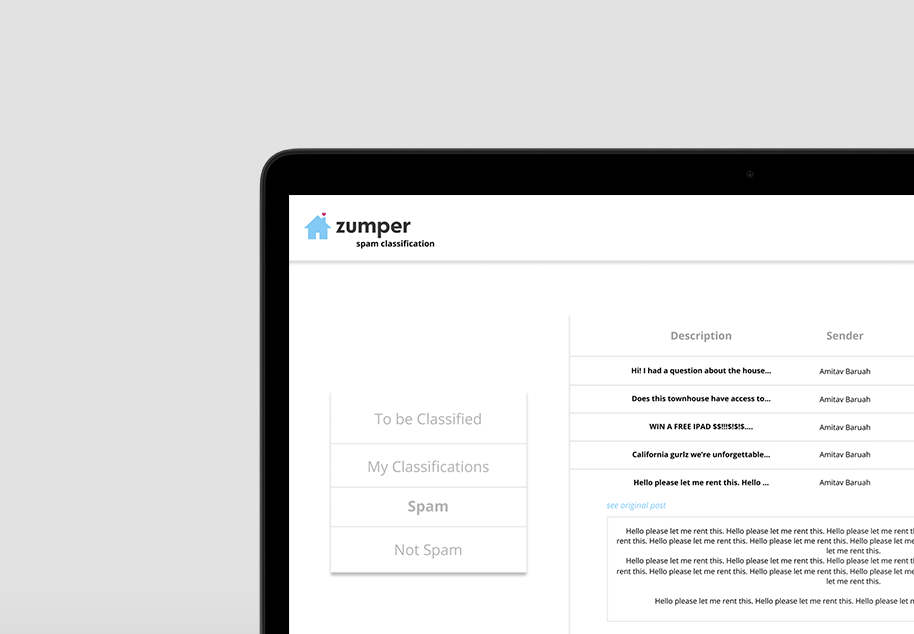 zumper
spam classification
To be Classified
My Classifications
Spam
Not Spam
Description Sender
Hi! I had a question about the house... Amitav Baruah
Does this townhouse have access to... Amitav Baruah
WIN A FREE IPAD $$!!!$!$!$.... Amitav Baruah
California gurlz we're unforgettable... Amitav Baruah
Hello please let me rent this. Hello ... Amitav Baruah
see original post
Hello please let me rent this. Hello please let me rent this. Hello please let me rent
rent this. Hello please let me rent this. Hello please let me rent this. Hello please let me
let me rent this.
Hello please let me rent this. Hello please let me rent this. Hello please let me rent
rent this. Hello please let me rent this. Hello please let me rent this. Hello please let me
let me rent this.
Hello please let me rent this. Hello please let me rent this. Hello please let me